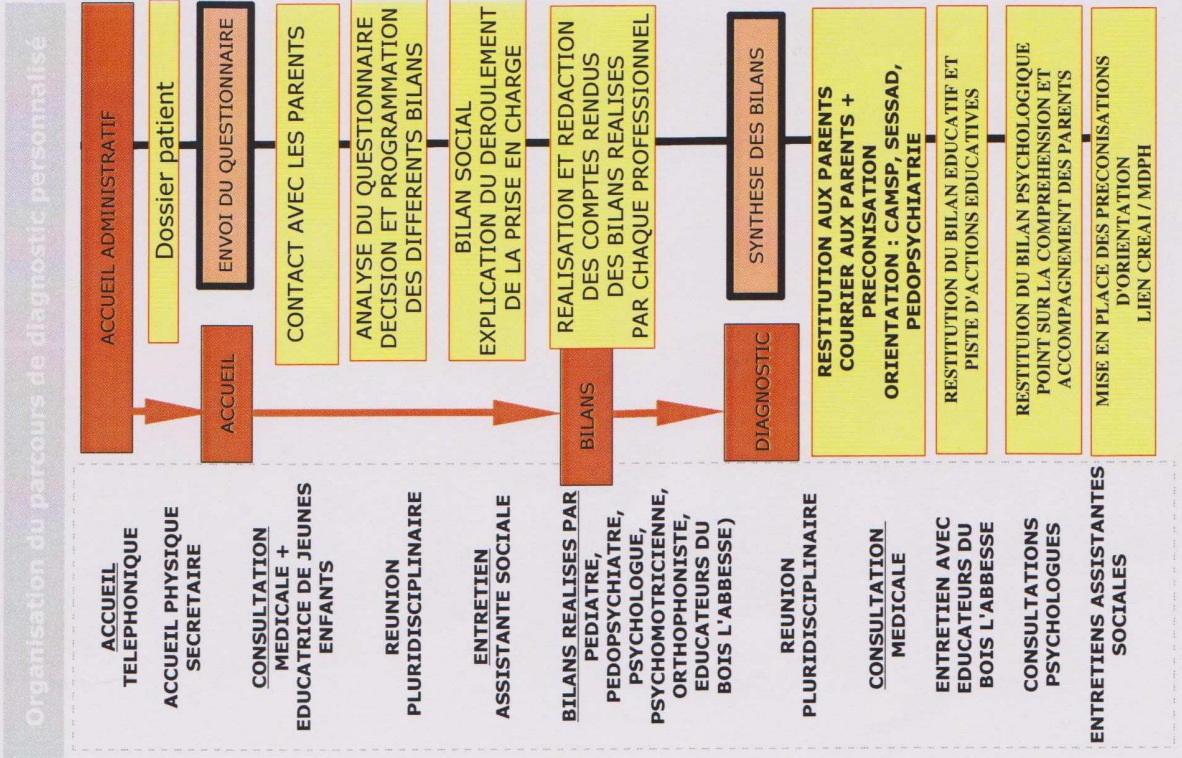 Organisation du parcours de diagnostic personnalisé
ACCUEIL
TELEPHONIQUE
ACCUEIL PHYSIQUE
SECRETAIRE
CONSULTATION
MEDICALE +
EDUCATRICE DE JEUNES
ENFANTS
REUNION
PLURIDISCIPLINAIRE
ENTRETIEN
ASSISTANTE SOCIALE
BILANS REALISES PAR
PEDIATRE,
PEDOPSYCHIATRE,
PSYCHOLOGUE,
PSYCHOMOTRICIENNE,
ORTHOPHONISTE,
EDUCATEURS DU
BOIS L'ABBESSE)
REUNION
PLURIDISCIPLINAIRE
CONSULTATION
MEDICALE
ENTRETIEN AVEC
EDUCATEURS DU
BOIS L'ABBESSE
CONSULTATIONS
PSYCHOLOGUES
ENTRETIENS ASSISTANTES
SOCIALES
ACCUEIL
BILANS
DIAGNOSTIC
ACCUEIL ADMINISTRATIF
Dossier patient
ENVOI DU QUESTIONNAIRE
CONTACT AVEC LES PARENTS
ANALYSE DU QUESTIONNAIRE
DECISION ET PROGRAMMATION
DES DIFFERENTS BILANS
BILAN SOCIAL
EXPLICATION DU DEROULEMENT
DE LA PRISE EN CHARGE
REALISATION ET REDACTION
DES COMPTES RENDUS
DES BILANS REALISES
PAR CHAQUE PROFESSIONNEL
SYNTHESE DES BILANS
RESTITUTION AUX PARENTS
COURRIER AUX PARENTS +
PRECONISATION
ORIENTATION : CAMSP, SESSAD,
PEDOPSYCHIATRIE
RESTITUTION DU BILAN EDUCATIF ET
PISTE D'ACTIONS EDUCATIVES
RESTITUTION DU BILAN PSYCHOLOGIQUE
POINT SUR LA COMPREHENSION ET
ACCOMPAGNEMENT DES PARENTS
MISE EN PLACE DES PRECONISATIONS
D'ORIENTATION
LIEN CREAI / MDPH